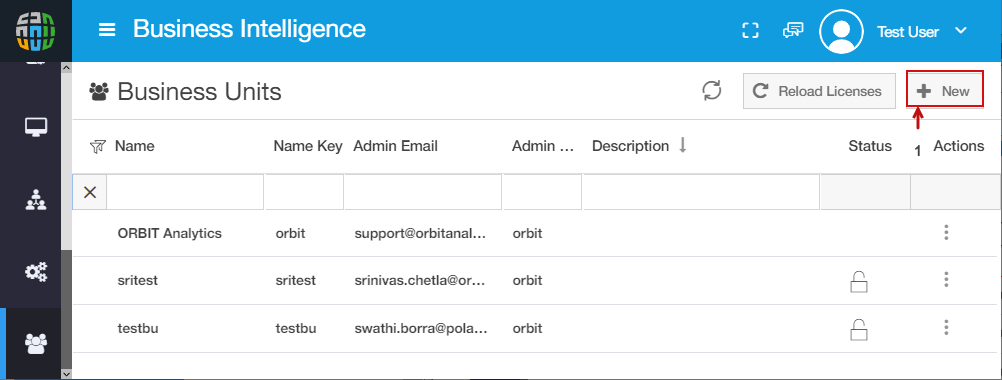 Business Intelligence
Test User
Business Units
Reload Licenses
New
1
Name Name Key Admin Email Admin ... Description Status Actions
ORBIT Analytics orbit support@orbitanal... orbit
sritest sritest srinivas.chetla@or... orbit
testbu testbu swathi.borra@pola... orbit